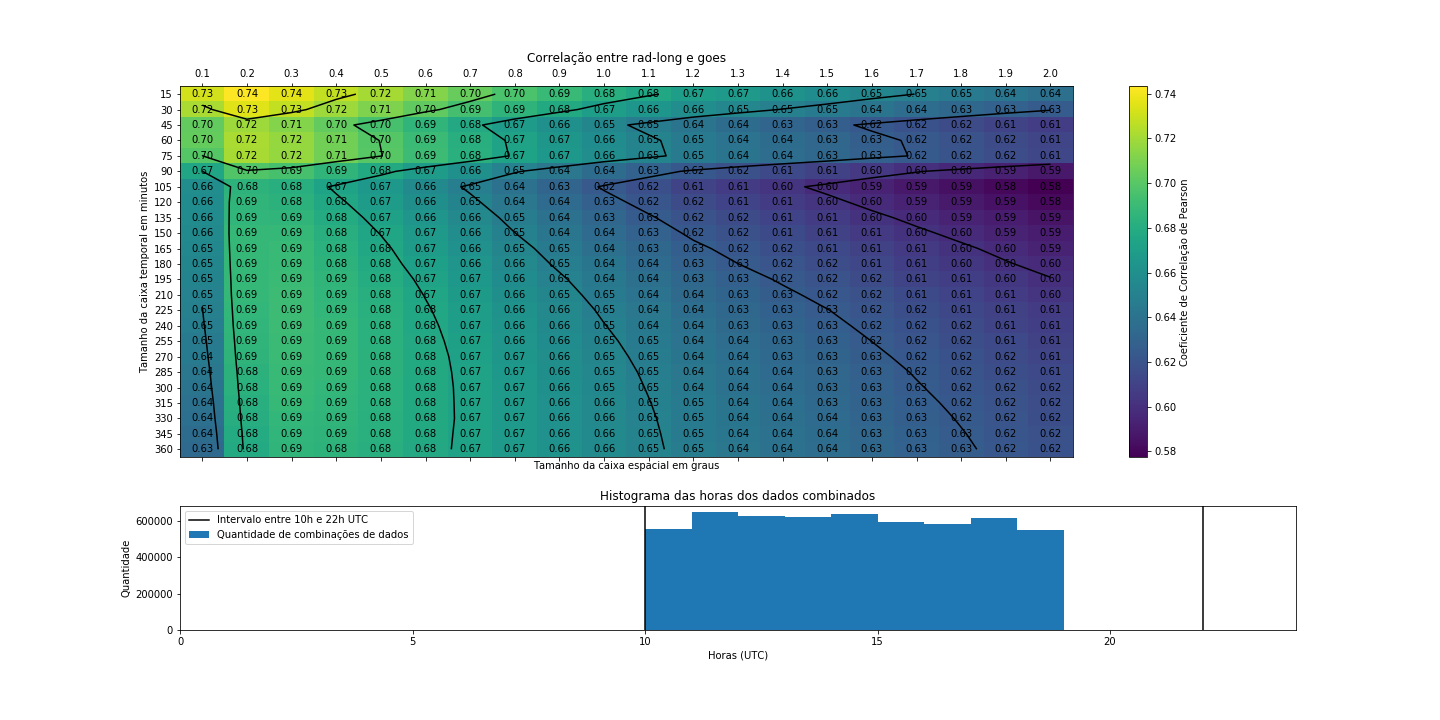 Correlação entre rad-long e goes
0.1 0.2 0.3 0.4 0.5 0.6 0.7 0.8 0.9 1.0 1.1 1.2 1.3 1.4 1.5 1.6 1.7 1.8 1.9 2.0
15 0.73 0.74 0.74 0.73 0.72 0.71 0.70 0.70 0.69 0.68 0.68 0.67 0.67 0.66 0.66 0.65 0.65 0.65 0.64 0.64
30 0.72 0.73 0.73 0.72 0.71 0.70 0.69 0.69 0.68 0.67 0.66 0.66 0.65 0.65 0.65 0.64 0.64 0.63 0.63 0.63
45 0.70 0.72 0.71 0.70 0.70 0.69 0.68 0.67 0.66 0.66 0.65 0.64 0.64 0.63 0.63 0.62 0.62 0.62 0.61 0.61
60 0.70 0.72 0.71 0.71 0.70 0.69 0.68 0.67 0.67 0.66 0.65 0.64 0.64 0.63 0.63 0.63 0.62 0.62 0.62 0.61
75 0.70 0.72 0.72 0.71 0.70 0.69 0.68 0.67 0.67 0.66 0.65 0.65 0.64 0.64 0.63 0.63 0.62 0.62 0.62 0.61
90 0.67 0.70 0.69 0.69 0.68 0.67 0.66 0.65 0.64 0.64 0.63 0.62 0.62 0.62 0.61 0.61 0.60 0.60 0.59 0.59
105 0.66 0.68 0.68 0.67 0.67 0.66 0.65 0.64 0.63 0.62 0.62 0.61 0.61 0.60 0.60 0.59 0.59 0.59 0.58 0.58
120 0.66 0.69 0.68 0.68 0.67 0.66 0.65 0.64 0.64 0.63 0.62 0.62 0.61 0.61 0.60 0.60 0.59 0.59 0.59 0.58
135 0.66 0.69 0.69 0.68 0.67 0.66 0.65 0.64 0.64 0.63 0.63 0.62 0.62 0.61 0.61 0.60 0.60 0.59 0.59 0.59
150 0.66 0.69 0.69 0.68 0.67 0.67 0.66 0.65 0.64 0.63 0.63 0.62 0.62 0.61 0.61 0.61 0.60 0.60 0.59 0.59
165 0.65 0.69 0.69 0.68 0.68 0.67 0.66 0.65 0.64 0.64 0.63 0.63 0.62 0.62 0.61 0.61 0.61 0.60 0.60 0.59
180 0.65 0.69 0.69 0.68 0.68 0.67 0.66 0.66 0.65 0.64 0.63 0.63 0.63 0.62 0.62 0.61 0.61 0.60 0.60 0.60
195 0.65 0.69 0.69 0.68 0.68 0.67 0.67 0.66 0.65 0.64 0.64 0.63 0.63 0.63 0.62 0.62 0.61 0.61 0.60 0.60
210 0.65 0.69 0.69 0.69 0.68 0.67 0.67 0.66 0.65 0.65 0.64 0.64 0.63 0.63 0.62 0.62 0.61 0.61 0.61 0.60
225 0.65 0.69 0.69 0.69 0.68 0.68 0.67 0.66 0.65 0.65 0.64 0.64 0.63 0.63 0.63 0.62 0.62 0.61 0.61 0.61
240 0.65 0.69 0.69 0.69 0.68 0.68 0.67 0.66 0.66 0.65 0.64 0.64 0.63 0.63 0.63 0.62 0.62 0.62 0.61 0.61
255 0.65 0.69 0.69 0.69 0.68 0.68 0.67 0.66 0.66 0.65 0.65 0.64 0.64 0.63 0.63 0.63 0.62 0.62 0.61 0.61
270 0.64 0.69 0.69 0.69 0.68 0.68 0.67 0.67 0.66 0.65 0.65 0.64 0.64 0.63 0.63 0.63 0.62 0.62 0.62 0.61
285 0.64 0.68 0.69 0.69 0.68 0.68 0.67 0.67 0.66 0.65 0.65 0.64 0.64 0.63 0.63 0.63 0.62 0.62 0.62 0.61
300 0.64 0.68 0.69 0.69 0.68 0.68 0.67 0.67 0.66 0.65 0.65 0.64 0.64 0.63 0.63 0.63 0.63 0.62 0.62 0.62
315 0.64 0.68 0.69 0.69 0.68 0.68 0.67 0.67 0.66 0.66 0.65 0.64 0.64 0.64 0.63 0.63 0.63 0.62 0.62 0.62
330 0.64 0.68 0.69 0.69 0.68 0.68 0.67 0.67 0.66 0.66 0.65 0.65 0.64 0.64 0.63 0.63 0.63 0.62 0.62 0.62
345 0.64 0.68 0.69 0.69 0.68 0.68 0.67 0.67 0.66 0.66 0.65 0.65 0.64 0.64 0.64 0.63 0.63 0.63 0.62 0.62
360 0.63 0.68 0.69 0.69 0.68 0.68 0.67 0.67 0.66 0.66 0.65 0.65 0.64 0.64 0.64 0.63 0.63 0.63 0.62 0.62
Tamanho da caixa temporal em minutos
Tamanho da caixa espacial em graus
0.74
0.72
0.70
0.68
0.66
0.64
0.62
0.60
0.58
Coeficiente de Correlação de Pearson
Histograma das horas dos dados combinados
Intervalo entre 10h e 22h UTC
Quantidade de combinações de dados
600000
400000
200000
0
Quantidade
0 5 10 15 20
Horas (UTC)